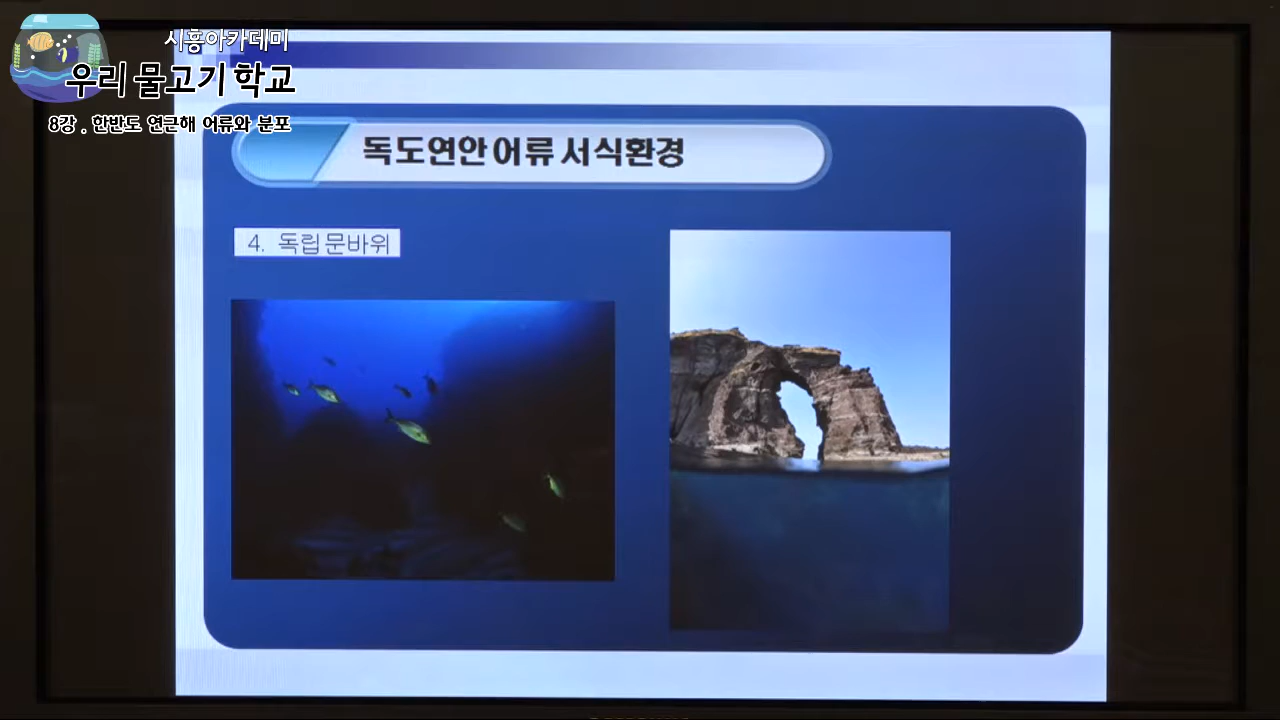 시흥아카데미
우리 물고기 학교
8강 . 한반도 연근해 어류와 분포
독도연안 어류 서식환경
4. 독립문바위